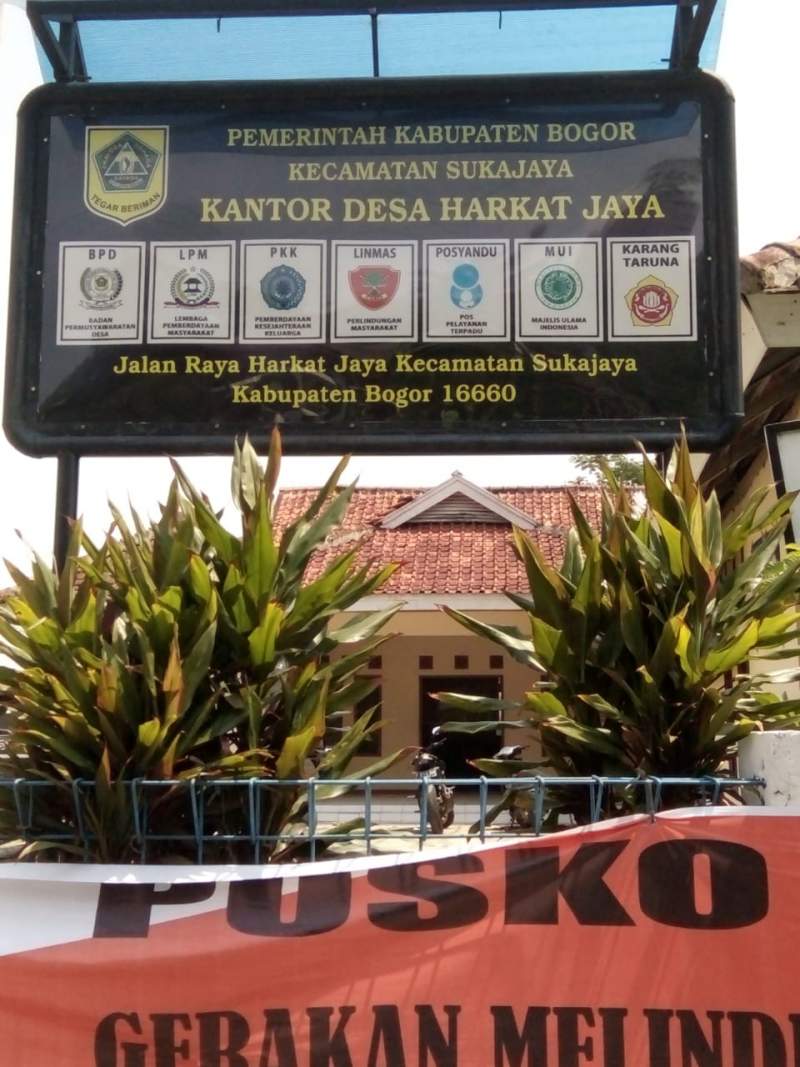 PEMERINTAH KABUPATEN BOGOR
KECAMATAN SUKAJAYA
KANTOR DESA HARKAT JAYA
TEGAR BERIMAN
BPD
BADAN
PERMUSYAWARATAN
DESA
LPM
LEMBAGA
PEMBERDAYAAN
MASYARAKAT
PKK
PEMBERDAYAAN
KESEJAHTERAAN
KELUARGA
LINMAS
PERLINDUNGAN
MASYARAKAT
POSYANDU
POS
PELAYANAN
TERPADU
MUI
MAJELIS ULAMA
INDONESIA
KARANG
TARUNA
Jalan Raya Harkat Jaya Kecamatan Sukajaya
Kabupaten Bogor 16660
POSKO
GERAKAN MELINDU